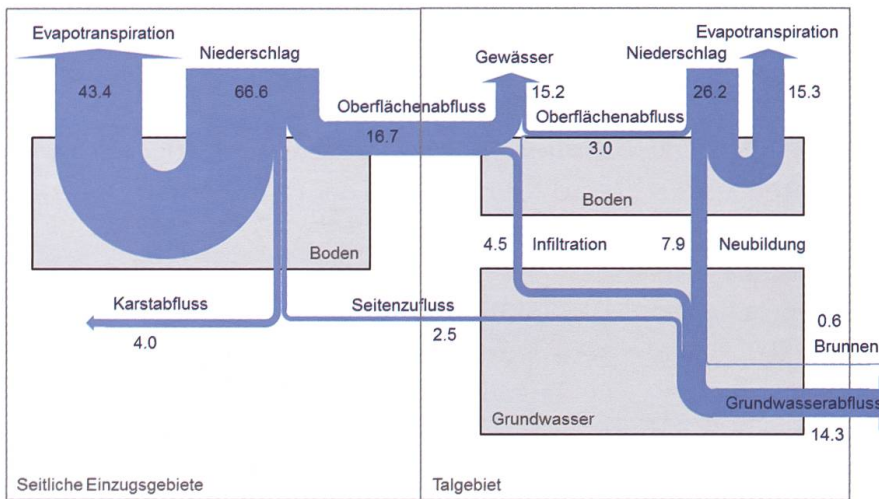 Evapotranspiration
Niederschlag
43.4
66.6
Oberflächenabfluss
16.7
Boden
Karstabfluss
4.0
Seitenzufluss
2.5
Seitliche Einzugsgebiete
Gewässer
15.2
Niederschlag
Evapotranspiration
26.2
15.3
Oberflächenabfluss
3.0
Boden
4.5
Infiltration
7.9
Neubildung
0.6
Brunnen
Grundwasserabfluss
14.3
Grundwasser
Talgebiet